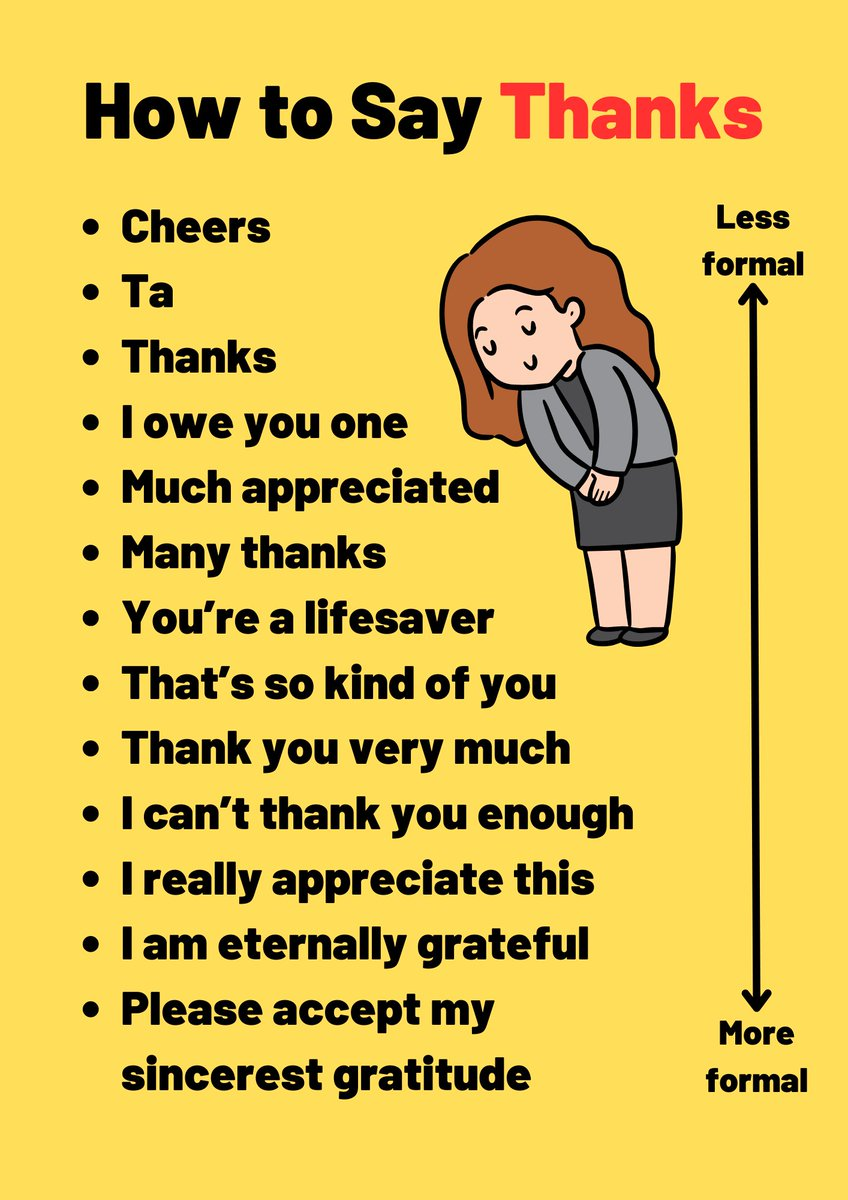 How to Say Thanks
• Cheers
• Ta
• Thanks
• I owe you one
• Much appreciated
• Many thanks
• You’re a lifesaver
• That’s so kind of you
• Thank you very much
• I can’t thank you enough
• I really appreciate this
• I am eternally grateful
• Please accept my
sincerest gratitude
Less
formal
More
formal